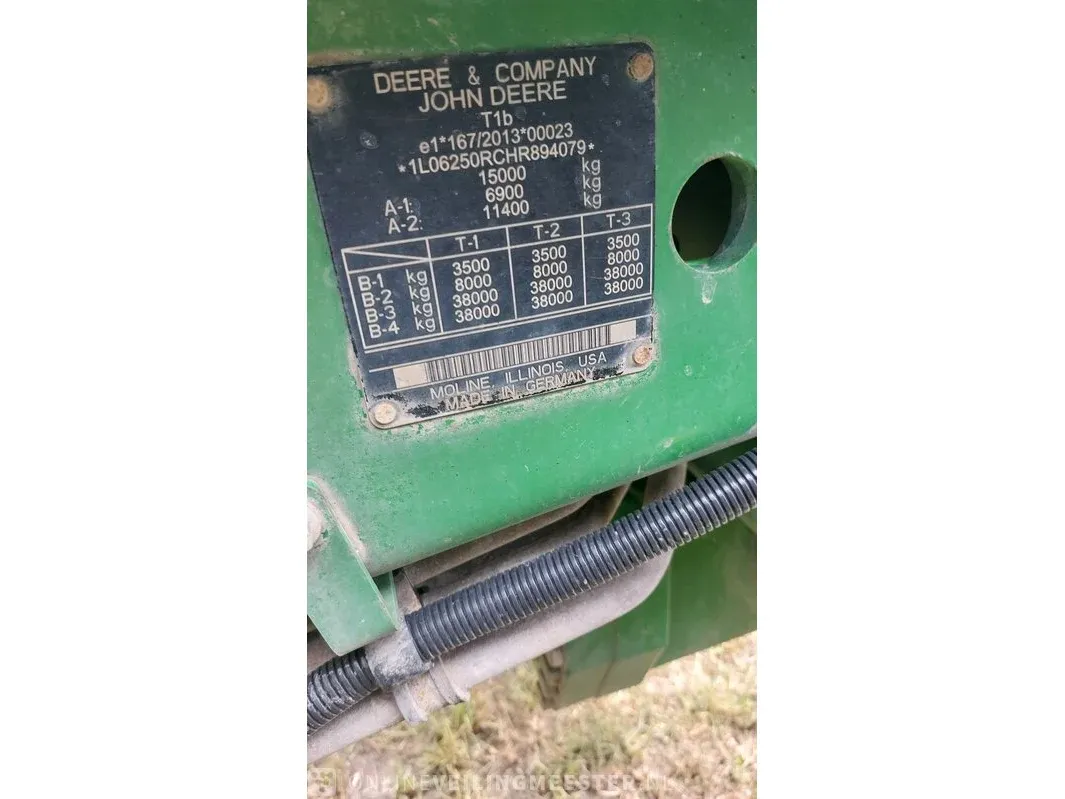 DEERE & COMPANY
JOHN DEERE
T1b
e1*167/2013*00023
*1L06250RCHR894079*
15000 kg
A-1: 6900 kg
A-2: 11400 kg
T-1 T-2 T-3
B-1 kg 3500 3500 3500
B-2 kg 8000 8000 8000
B-3 kg 38000 38000 38000
B-4 kg 38000 38000 38000
MOLINE, ILLINOIS, USA
MADE IN GERMANY
ONLINEVEILINGMEESTER.NL